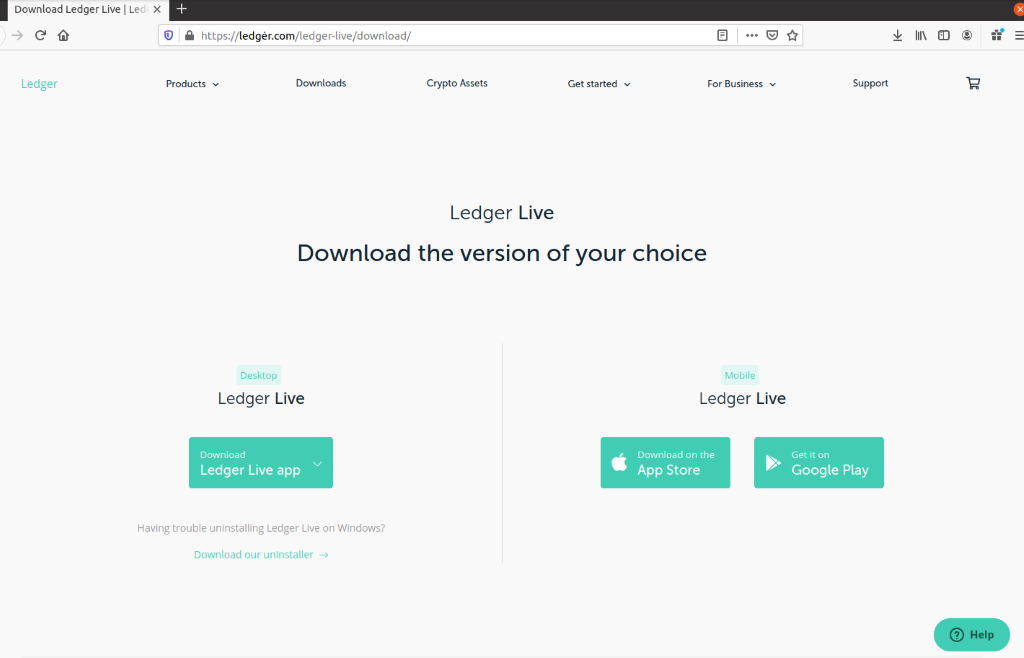 Download Ledger Live | Led
https://ledgėr.com/ledger-live/download/
Ledger
Products
Downloads
Crypto Assets
Get started
For Business
Support
Ledger Live
Download the version of your choice
Desktop
Ledger Live
Download
Ledger Live app
Having trouble uninstalling Ledger Live on Windows?
Download our uninstaller →
Mobile
Ledger Live
Download on the
App Store
Get it on
Google Play
Help